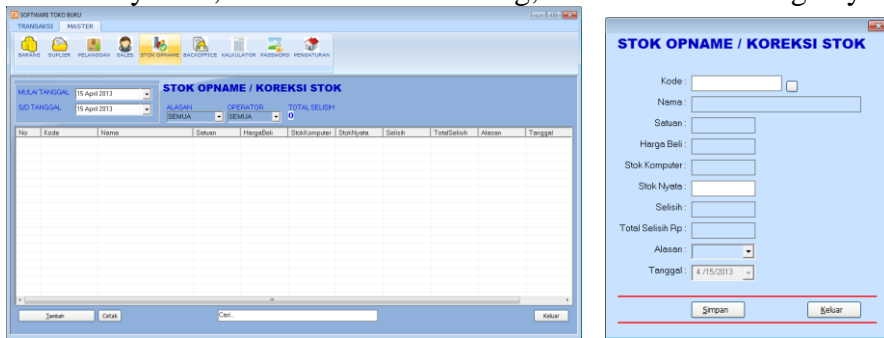 SOFTWARE TOKO BUKU
TRANSAKSI MASTER
BARANG SUPLIER PELANGGAN SALES STOK OPNAME BACKOFFICE KALKULATOR PASSWORD PENGATURAN
STOK OPNAME / KOREKSI STOK
MULAI TANGGAL 15 April 2013
S/D TANGGAL 15 April 2013
ALASAN OPERATOR TOTAL SELISIH
SEMUA SEMUA 0
No Kode Nama Satuan HargaBeli StokKomputer StokNyata Selisih TotalSelisih Alasan Tanggal
Tambah Cetak Cari... Keluar
STOK OPNAME / KOREKSI STOK
Kode :
Nama :
Satuan :
Harga Beli :
Stok Komputer :
Stok Nyata :
Selisih :
Total Selisih Rp :
Alasan :
Tanggal : 4 /15/2013
Simpan Keluar